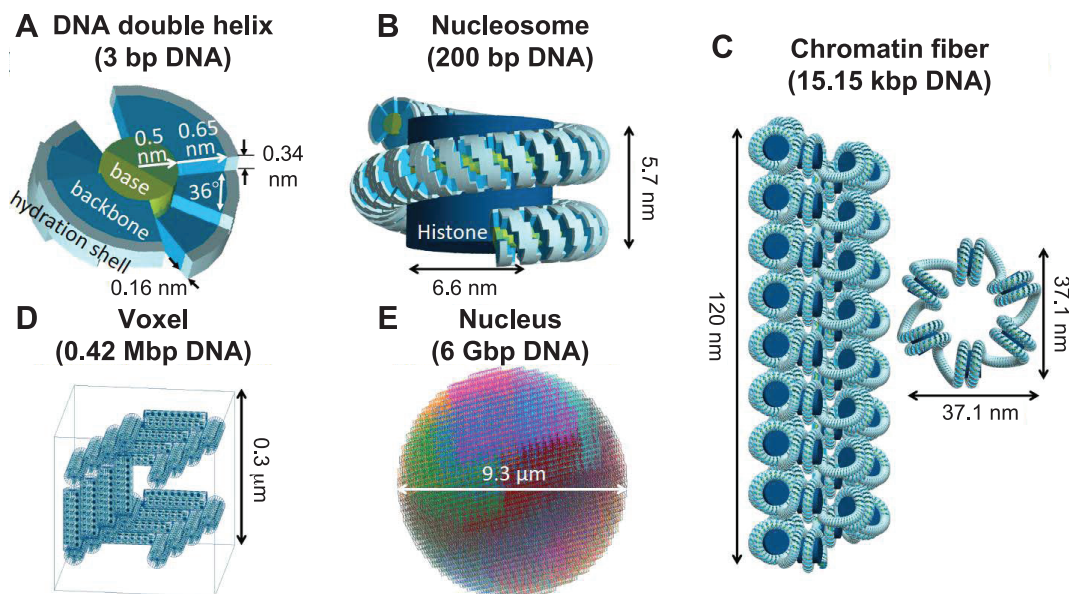 A DNA double helix
(3 bp DNA)
0.5
nm
0.65
nm
0.34
nm
36°
base
backbone
hydration shell
0.16 nm
B Nucleosome
(200 bp DNA)
Histone
5.7 nm
6.6 nm
C Chromatin fiber
(15.15 kbp DNA)
120 nm
37.1 nm
37.1 nm
D Voxel
(0.42 Mbp DNA)
0.3 µm
E Nucleus
(6 Gbp DNA)
9.3 µm